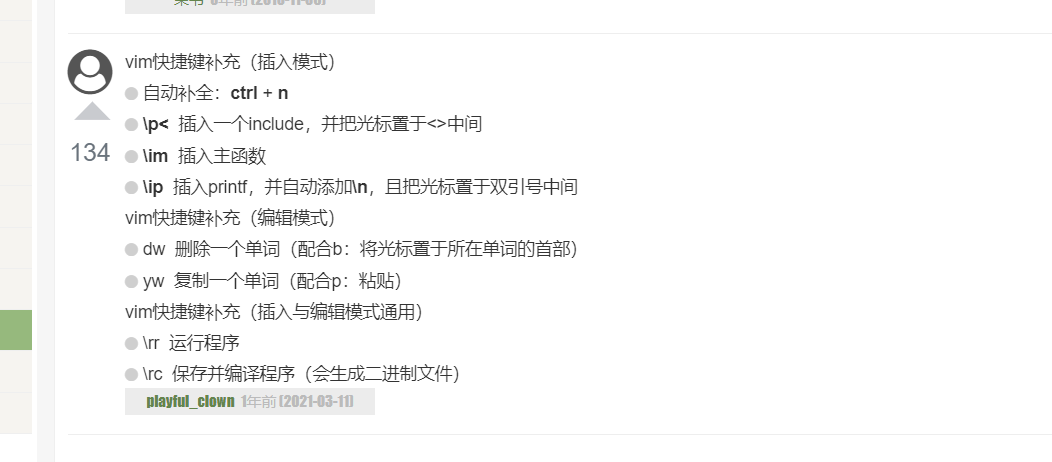 6年前 (2016-11-08)
vim快捷键补充（插入模式）
自动补全：ctrl + n
\p< 插入一个include，并把光标置于<>中间
134
\im 插入主函数
\ip 插入printf，并自动添加\n，且把光标置于双引号中间
vim快捷键补充（编辑模式）
dw 删除一个单词（配合b：将光标置于所在单词的首部）
yw 复制一个单词（配合p：粘贴）
vim快捷键补充（插入与编辑模式通用）
\rr 运行程序
\rc 保存并编译程序（会生成二进制文件）
playful_clown 1年前 (2021-03-11)